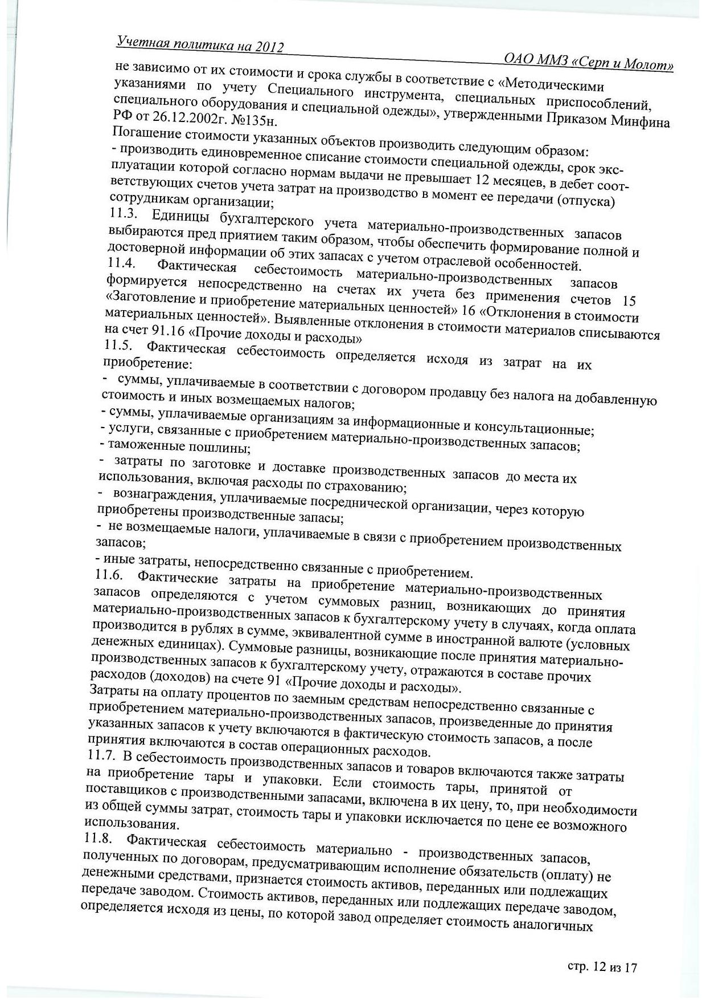 Учетная политика на 2012
ОАО ММЗ «Серп и Молот»
не зависимо от их стоимости и срока службы в соответствие с «Методическими
указаниями по учету Специального инструмента, специальных приспособлений,
специального оборудования и специальной одежды», утвержденными Приказом Минфина
РФ от 26.12.2002г. №135н.
Погашение стоимости указанных объектов производить следующим образом:
- производить единовременное списание стоимости специальной одежды, срок экс-
плуатации которой согласно нормам выдачи не превышает 12 месяцев, в дебет соот-
ветствующих счетов учета затрат на производство в момент ее передачи (отпуска)
сотрудникам организации;
11.3. Единицы бухгалтерского учета материально-производственных запасов
выбираются пред приятием таким образом, чтобы обеспечить формирование полной и
достоверной информации об этих запасах с учетом отраслевой особенностей.
11.4. Фактическая себестоимость материально-производственных запасов
формируется непосредственно на счетах их учета без применения счетов 15
«Заготовление и приобретение материальных ценностей» 16 «Отклонения в стоимости
материальных ценностей». Выявленные отклонения в стоимости материалов списываются
на счет 91.16 «Прочие доходы и расходы»
11.5. Фактическая себестоимость определяется исходя из затрат на их
приобретение:
- суммы, уплачиваемые в соответствии с договором продавцу без налога на добавленную
стоимость и иных возмещаемых налогов;
- суммы, уплачиваемые организациям за информационные и консультационные;
- услуги, связанные с приобретением материально-производственных запасов;
- таможенные пошлины;
- затраты по заготовке и доставке производственных запасов до места их
использования, включая расходы по страхованию;
- вознаграждения, уплачиваемые посреднической организации, через которую
приобретены производственные запасы;
- не возмещаемые налоги, уплачиваемые в связи с приобретением производственных
запасов;
- иные затраты, непосредственно связанные с приобретением.
11.6. Фактические затраты на приобретение материально-производственных
запасов определяются с учетом суммовых разниц, возникающих до принятия
материально-производственных запасов к бухгалтерскому учету в случаях, когда оплата
производится в рублях в сумме, эквивалентной сумме в иностранной валюте (условных
денежных единицах). Суммовые разницы, возникающие после принятия материально-
производственных запасов к бухгалтерскому учету, отражаются в составе прочих
расходов (доходов) на счете 91 «Прочие доходы и расходы».
Затраты на оплату процентов по заемным средствам непосредственно связанные с
приобретением материально-производственных запасов, произведенные до принятия
указанных запасов к учету включаются в фактическую стоимость запасов, а после
принятия включаются в состав операционных расходов.
11.7. В себестоимость производственных запасов и товаров включаются также затраты
на приобретение тары и упаковки. Если стоимость тары, принятой от
поставщиков с производственными запасами, включена в их цену, то, при необходимости
из общей суммы затрат, стоимость тары и упаковки исключается по цене ее возможного
использования.
11.8. Фактическая себестоимость материально - производственных запасов,
полученных по договорам, предусматривающим исполнение обязательств (оплату) не
денежными средствами, признается стоимость активов, переданных или подлежащих
передаче заводом. Стоимость активов, переданных или подлежащих передаче заводом,
определяется исходя из цены, по которой завод определяет стоимость аналогичных
стр. 12 из 17